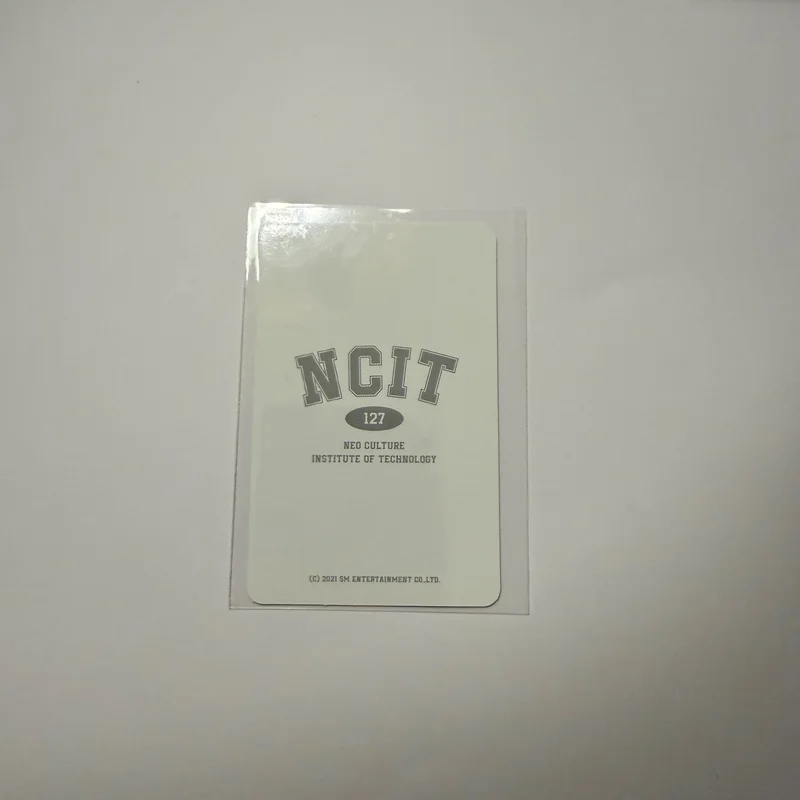 NCIT
127
NEO CULTURE
INSTITUTE OF TECHNOLOGY
(C) 2021 SM ENTERTAINMENT CO.,LTD.